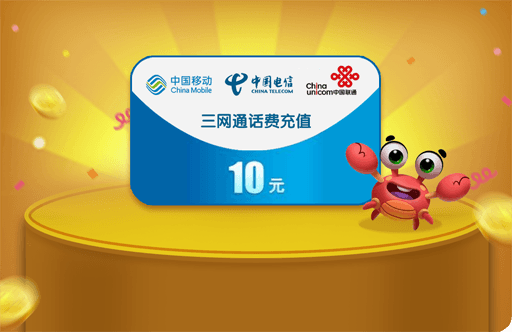 中国移动
China Mobile
中国电信
CHINA TELECOM
China
unicom中国联通
三网通话费充值
10元